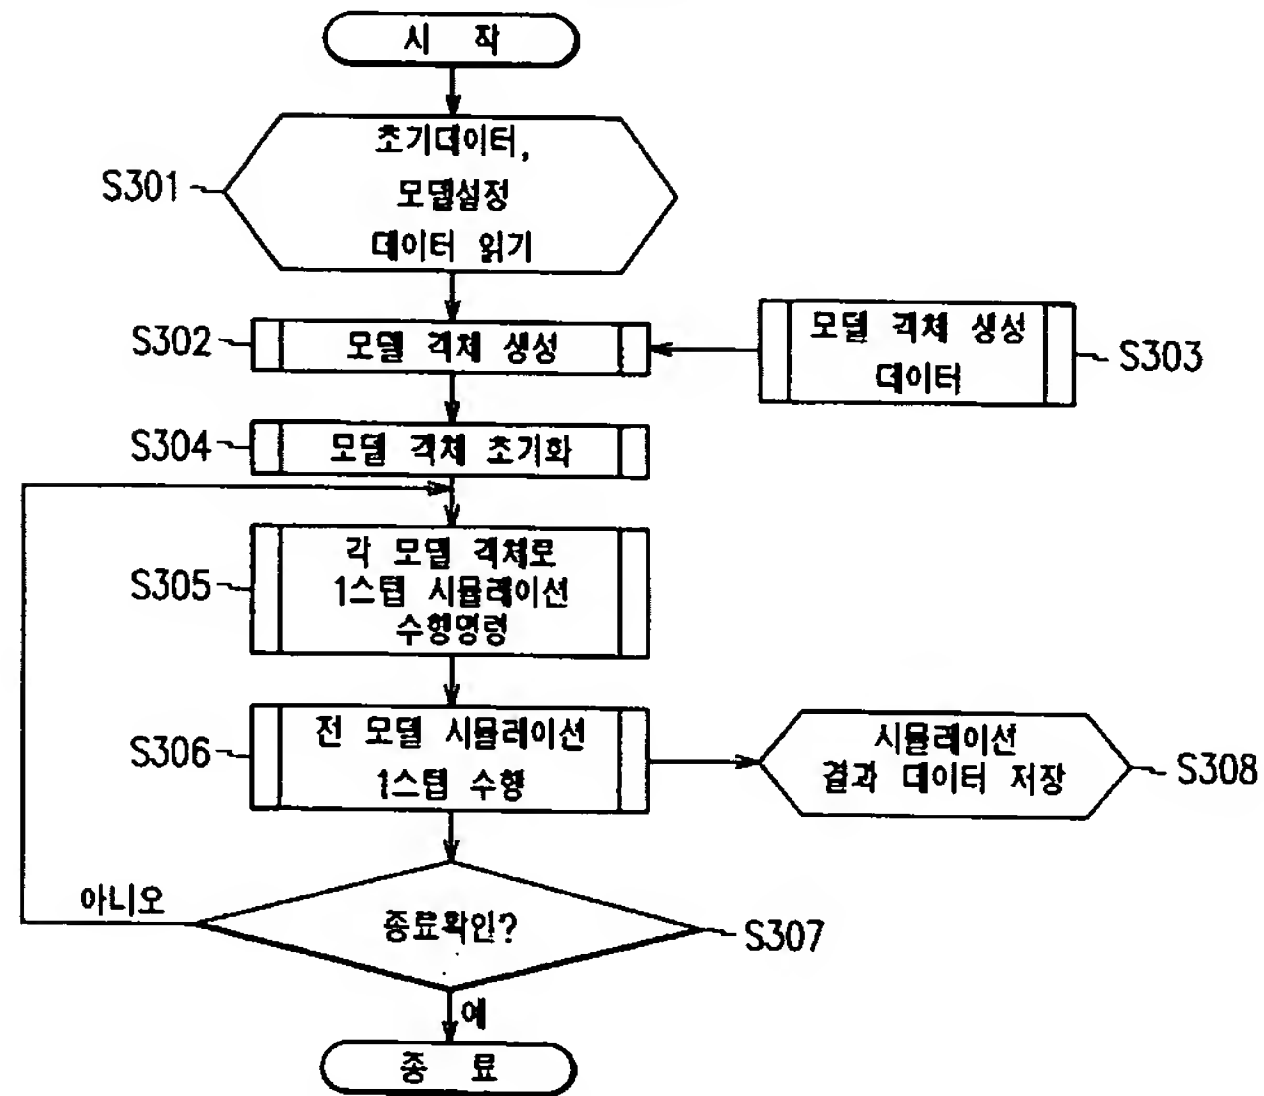 시 작
S301
초기데이터,
모델설정
데이터 읽기
S302
모델 객체 생성
모델 객체 생성
데이터
S303
S304
모델 객체 초기화
S305
각 모델 객체로
1스텝 시뮬레이션
수행명령
S306
전 모델 시뮬레이션
1스텝 수행
시뮬레이션
결과 데이터 저장
S308
아니오
종료확인?
S307
예
종 료